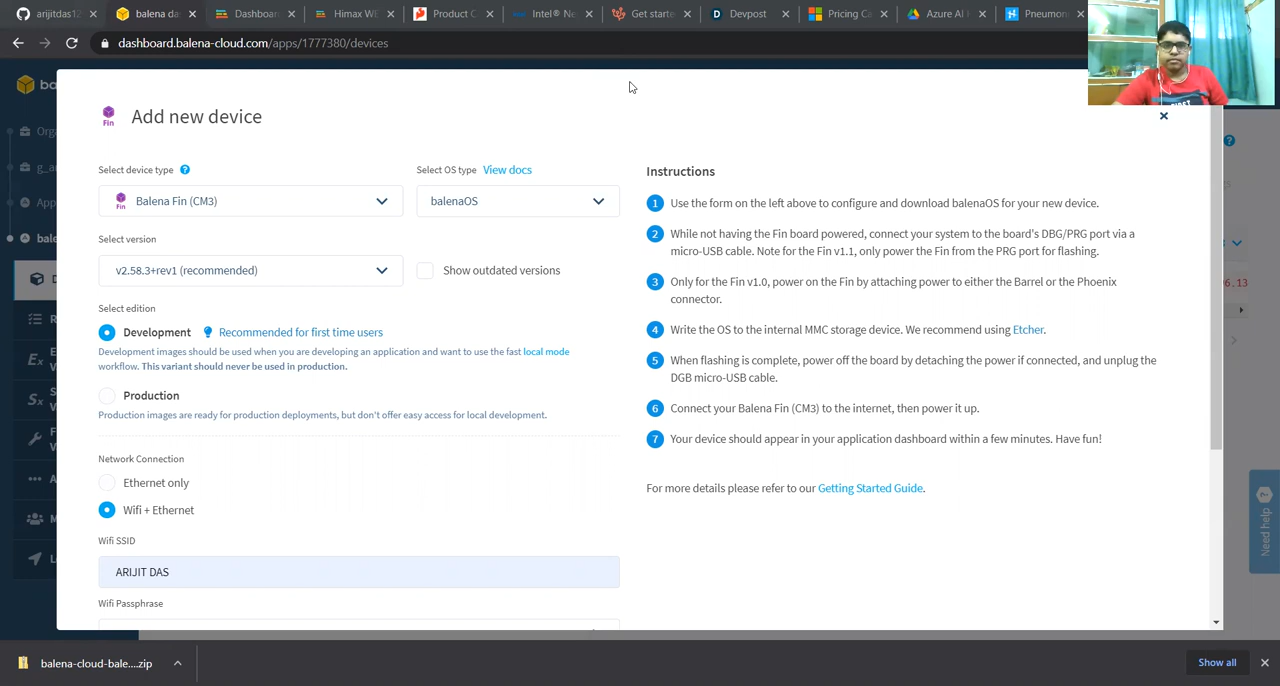 arijitdas12
balena da
Dashboar
Himax WE
Product C
Intel® Ne
Get starte
Devpost
Pricing Ca
Azure AI
Pneumon
dashboard.balena-cloud.com/apps/1777380/devices
ba
Add new device
Fin
Select device type
Select OS type View docs
Balena Fin (CM3)
balenaOS
Select version
v2.58.3+rev1 (recommended)
Show outdated versions
Select edition
Development Recommended for first time users
Development images should be used when you are developing an application and want to use the fast local mode
workflow. This variant should never be used in production.
Production
Production images are ready for production deployments, but don't offer easy access for local development.
Network Connection
Ethernet only
Wifi + Ethernet
Wifi SSID
ARIJIT DAS
Wifi Passphrase
Instructions
1 Use the form on the left above to configure and download balenaOS for your new device.
2 While not having the Fin board powered, connect your system to the board's DBG/PRG port via a
micro-USB cable. Note for the Fin v1.1, only power the Fin from the PRG port for flashing.
3 Only for the Fin v1.0, power on the Fin by attaching power to either the Barrel or the Phoenix
connector.
4 Write the OS to the internal MMC storage device. We recommend using Etcher.
5 When flashing is complete, power off the board by detaching the power if connected, and unplug the
DGB micro-USB cable.
6 Connect your Balena Fin (CM3) to the internet, then power it up.
7 Your device should appear in your application dashboard within a few minutes. Have fun!
For more details please refer to our Getting Started Guide.
Need help
balena-cloud-bale....zip
Show all